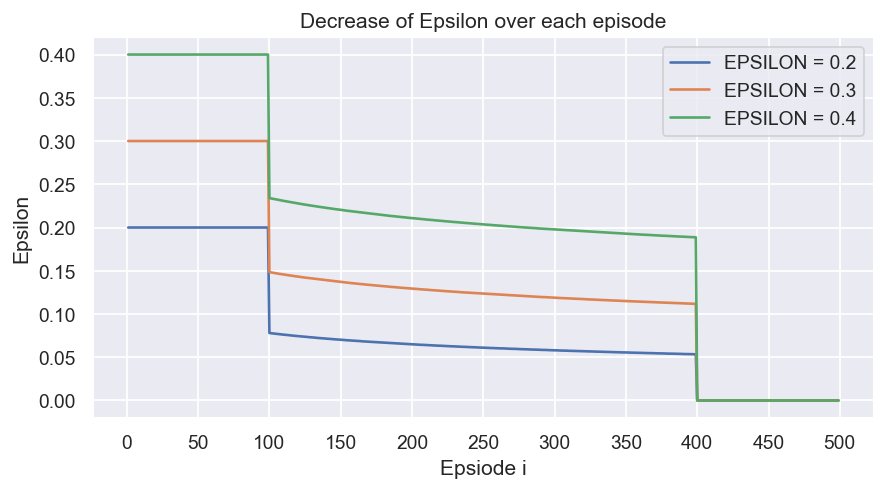 Decrease of Epsilon over each episode
EPSILON = 0.2
EPSILON = 0.3
EPSILON = 0.4
Epsilon
0.40
0.35
0.30
0.25
0.20
0.15
0.10
0.05
0.00
0 50 100 150 200 250 300 350 400 450 500
Epsiode i